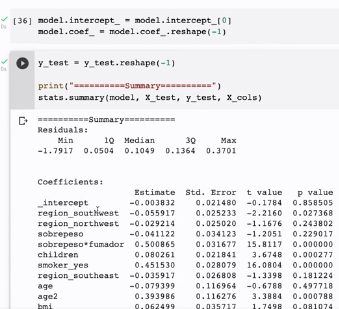 [36] model.intercept_ = model.intercept_[0]
model.coef_ = model.coef_.reshape(-1)
0s
y_test = y_test.reshape(-1)
print("==========Summary==========")
stats.summary(model, X_test, y_test, X_cols)
==========Summary==========
Residuals:
Min 1Q Median 3Q Max
-1.7917 0.0504 0.1049 0.1364 0.3701
Coefficients:
Estimate Std. Error t value p value
_intercept -0.003832 0.021480 -0.1784 0.858505
region_southwest -0.055917 0.025233 -2.2160 0.027368
region_northwest -0.029214 0.025020 -1.1676 0.243802
sobrepeso -0.041122 0.034123 -1.2051 0.229017
sobrepeso*fumador 0.500865 0.031677 15.8117 0.000000
children 0.080261 0.021841 3.6748 0.000277
smoker_yes 0.451530 0.028079 16.0804 0.000000
region_southeast -0.035917 0.026808 -1.3398 0.181224
age -0.079399 0.116964 -0.6788 0.497718
age2 0.393986 0.116276 3.3884 0.000788
bmi 0.062499 0.035717 1.7498 0.081074